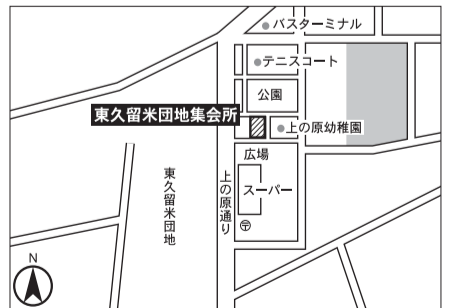 バスターミナル
テニスコート
公園
東久留米団地集会所
上の原幼稚園
広場
東久留米団地
上の原通り
スーパー
〒
N